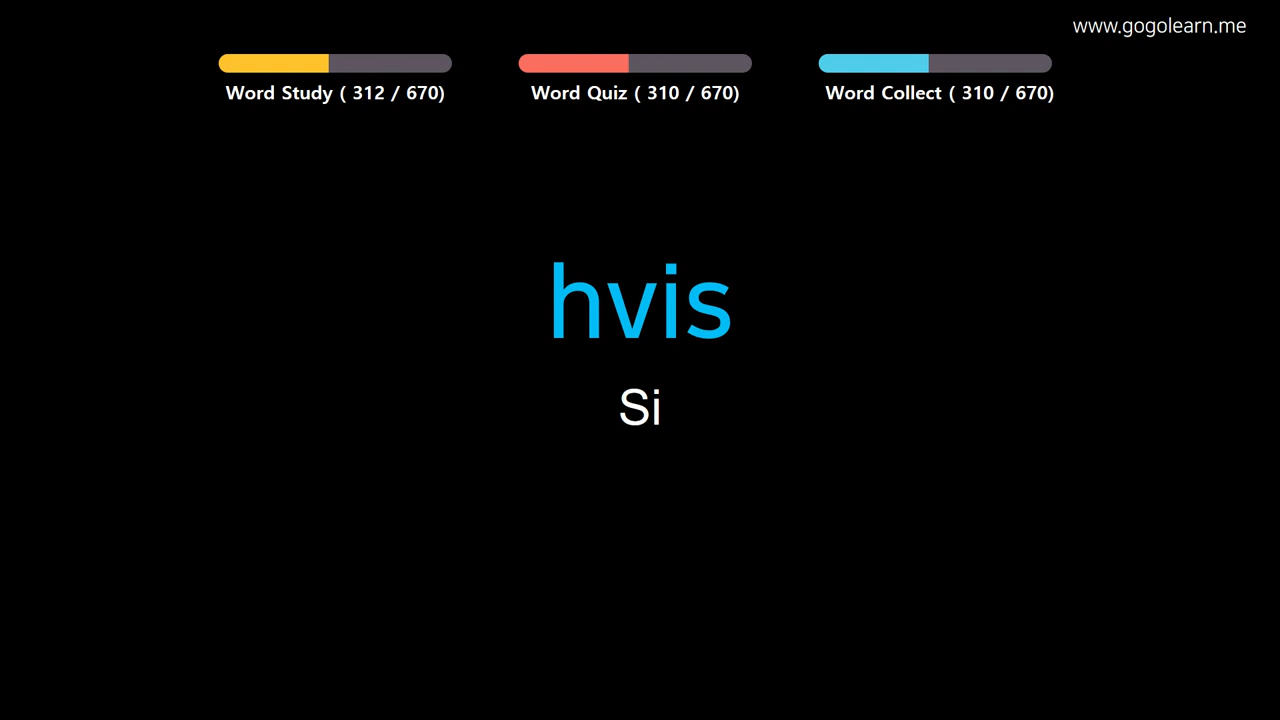 www.gogolearn.me
Word Study ( 312 / 670)
Word Quiz ( 310 / 670)
Word Collect ( 310 / 670)
hvis
Si